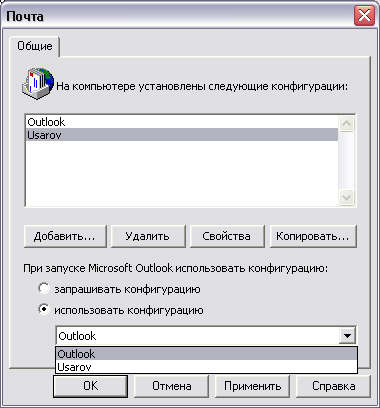 Почта
Общие
На компьютере установлены следующие конфигурации:
Outlook
Usarov
Добавить...
Удалить
Свойства
Копировать...
При запуске Microsoft Outlook использовать конфигурацию:
запрашивать конфигурацию
использовать конфигурацию
Outlook
Outlook
Usarov
ОК
Отмена
Применить
Справка